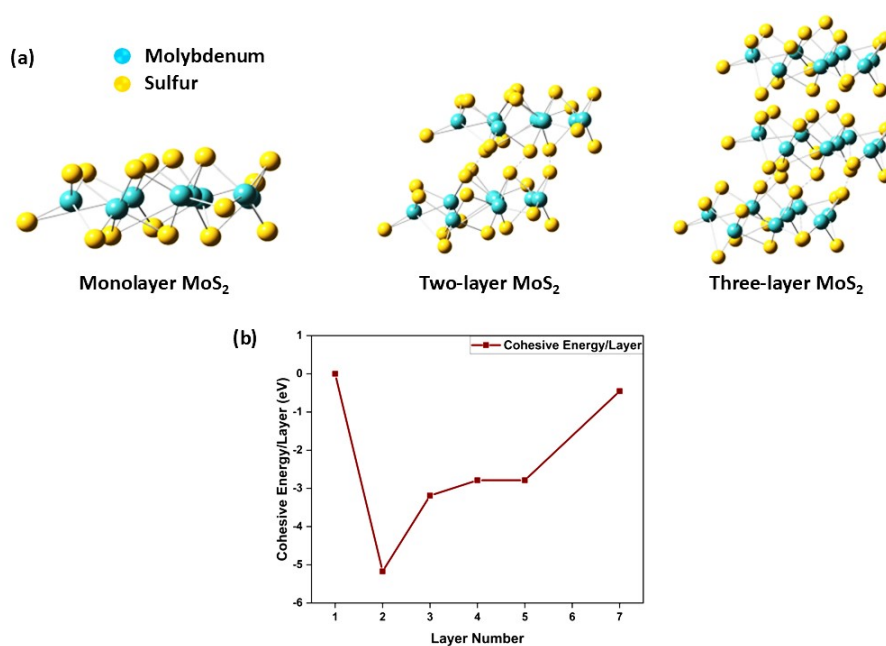 (a)
Molybdenum
Sulfur
Monolayer MoS₂
Two-layer MoS₂
Three-layer MoS₂
(b)
Cohesive Energy/Layer
Cohesive Energy/Layer (eV)
1
0
-1
-2
-3
-4
-5
-6
1 2 3 4 5 6 7
Layer Number